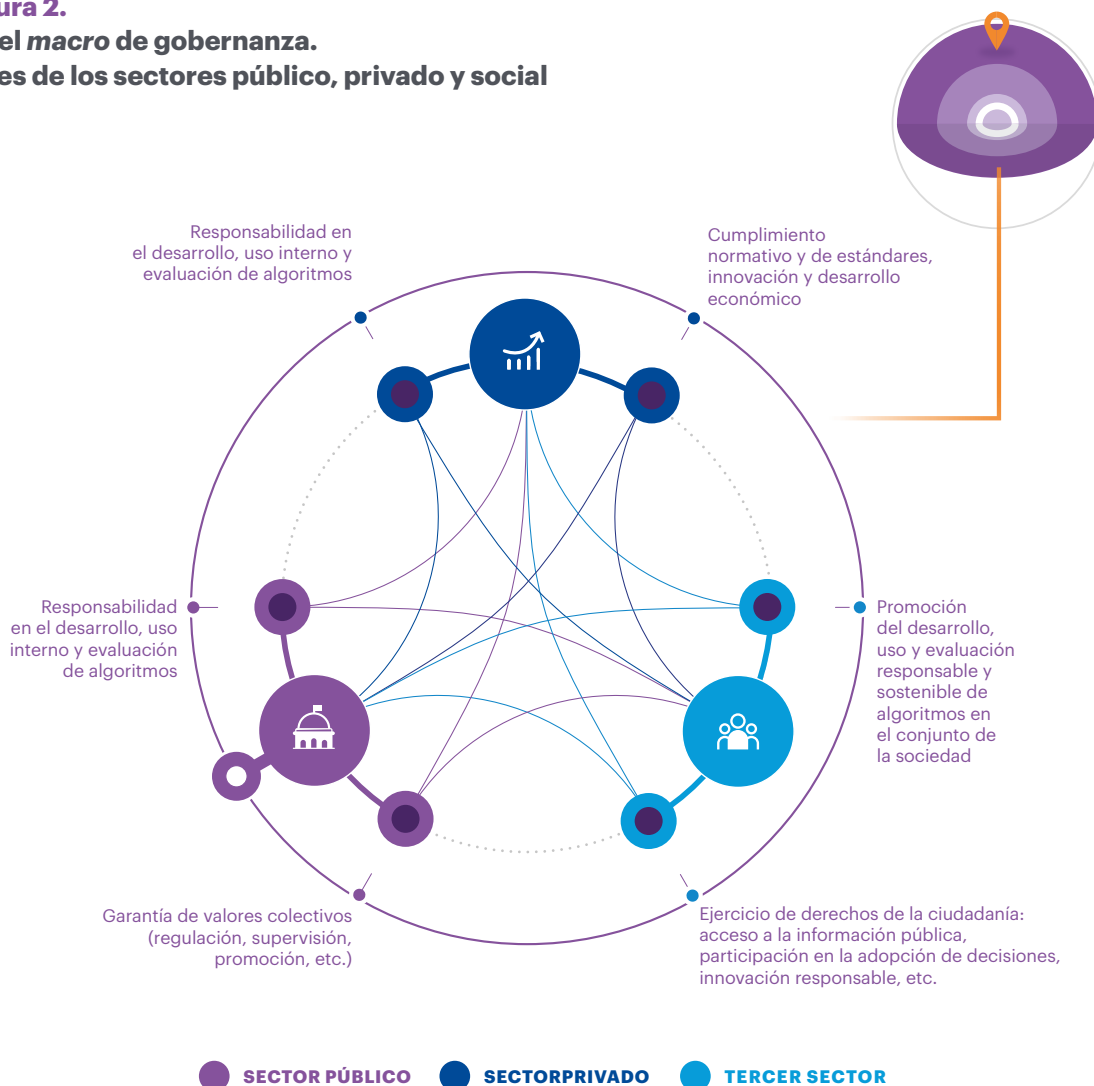 ura 2.
el macro de gobernanza.
es de los sectores público, privado y social
Responsabilidad en
el desarrollo, uso interno y
evaluación de algoritmos
Cumplimiento
normativo y de estándares,
innovación y desarrollo
económico
Responsabilidad
en el desarrollo, uso
interno y evaluación
de algoritmos
Promoción
del desarrollo,
uso y evaluación
responsable y
sostenible de
algoritmos en
el conjunto de
la sociedad
Garantía de valores colectivos
(regulación, supervisión,
promoción, etc.)
Ejercicio de derechos de la ciudadanía:
acceso a la información pública,
participación en la adopción de decisiones,
innovación responsable, etc.
SECTOR PÚBLICO
SECTORPRIVADO
TERCER SECTOR